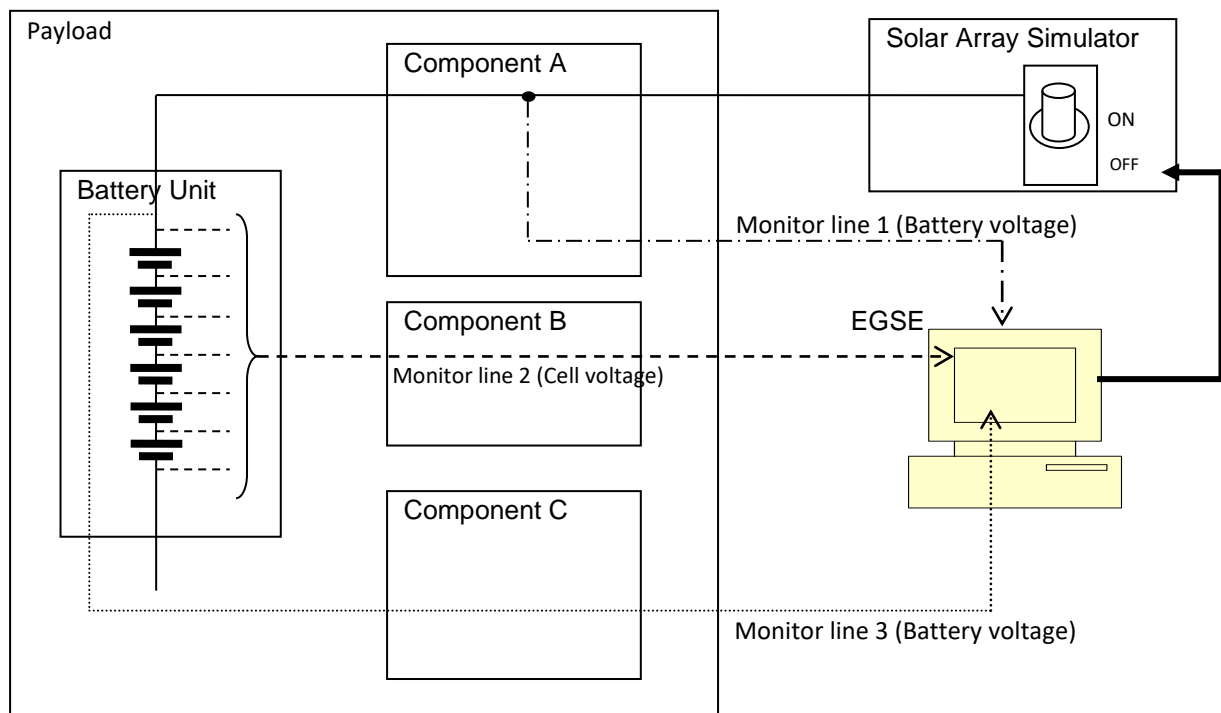 Payload
Component A
Solar Array Simulator
ON
OFF
Battery Unit
Monitor line 1 (Battery voltage)
Component B
EGSE
Monitor line 2 (Cell voltage)
Component C
Monitor line 3 (Battery voltage)